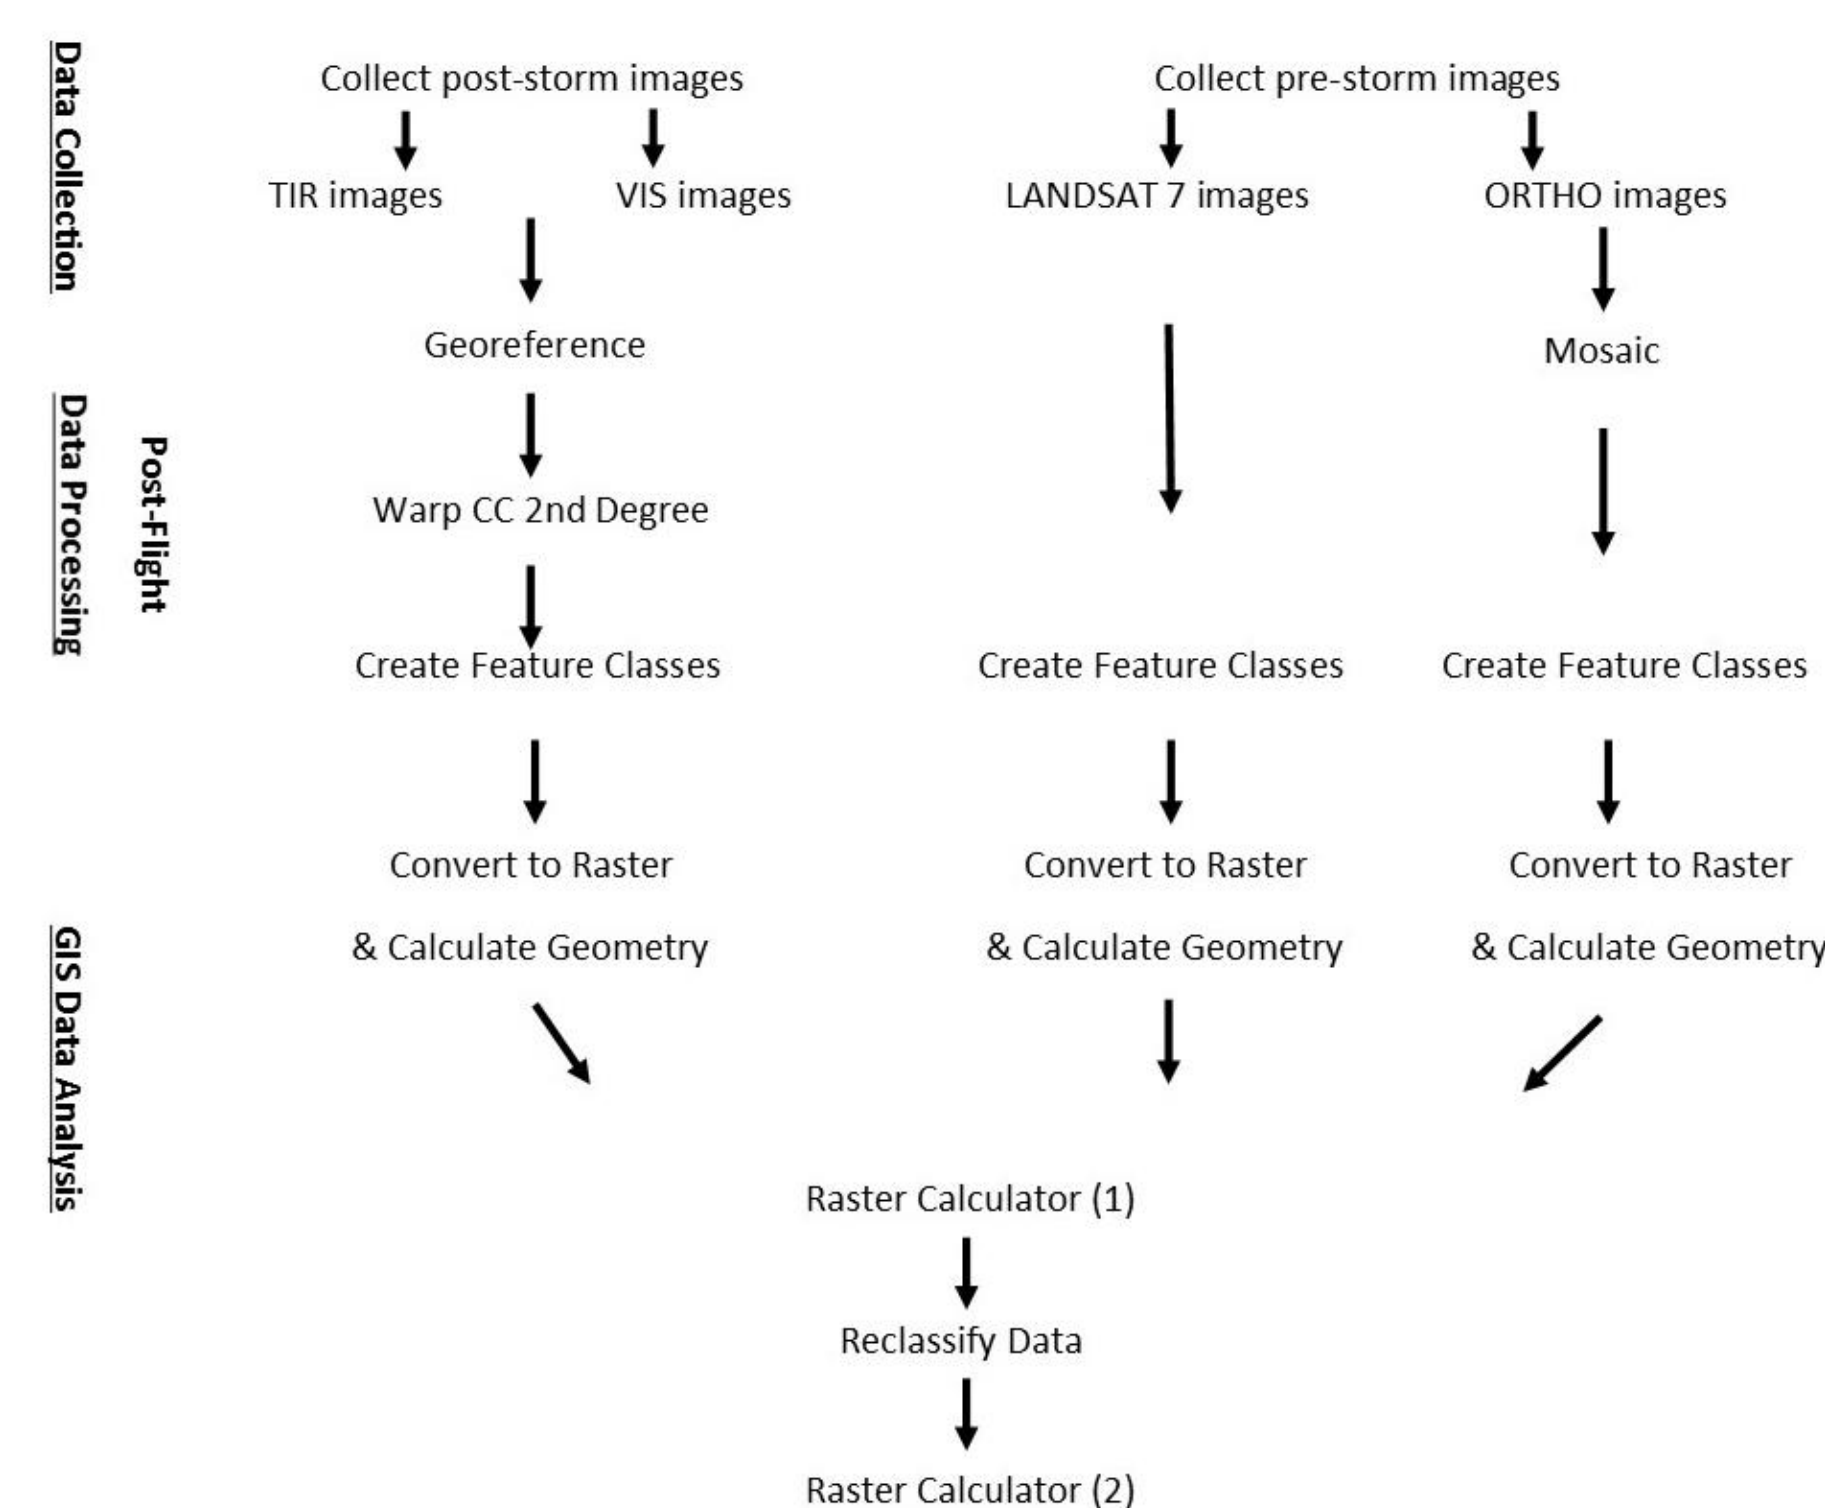 Data Collection
Collect post-storm images
Collect pre-storm images
TIR images
VIS images
LANDSAT 7 images
ORTHO images
Georeference
Mosaic
Data Processing
Post-Flight
Warp CC 2nd Degree
Create Feature Classes
Create Feature Classes
Create Feature Classes
Convert to Raster
& Calculate Geometry
Convert to Raster
& Calculate Geometry
Convert to Raster
& Calculate Geometry
GIS Data Analysis
Raster Calculator (1)
Reclassify Data
Raster Calculator (2)